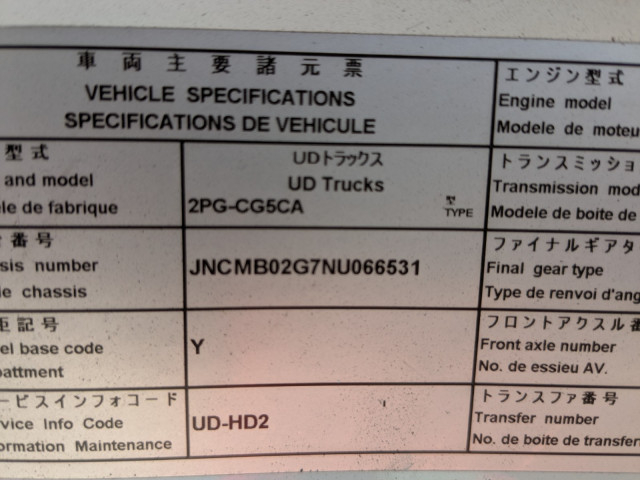 車両主要諸元票
VEHICLE SPECIFICATIONS
SPECIFICATIONS DE VEHICULE
エンジン型式
Engine model
Modele de moteu
型式
and model
le de fabrique
UDトラックス
UD Trucks
2PG-CG5CA
型
TYPE
トランスミッショ
Transmission mod
Modele de boite de
番号
sis number
ie chassis
JNCMB02G7NU066531
ファイナルギアタ
Final gear type
Type de renvoi d'ang
距記号
el base code
pattment
Y
フロントアクスル番
Front axle number
No. de essieu AV.
ービスインフォコード
vice Info Code
ormation Maintenance
UD-HD2
トランスファ番号
Transfer number
No. de boite de transfer